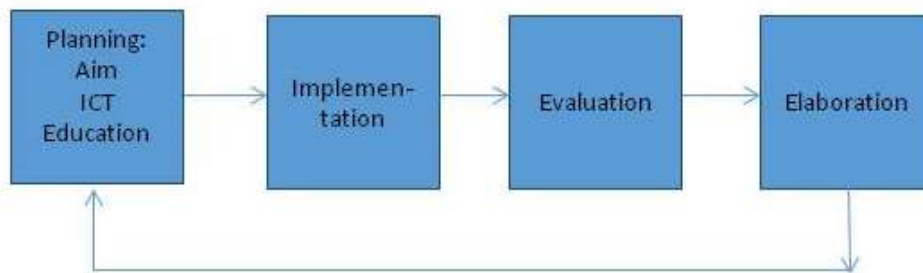 Planning:
Aim
ICT
Education
Implemen-
tation
Evaluation
Elaboration